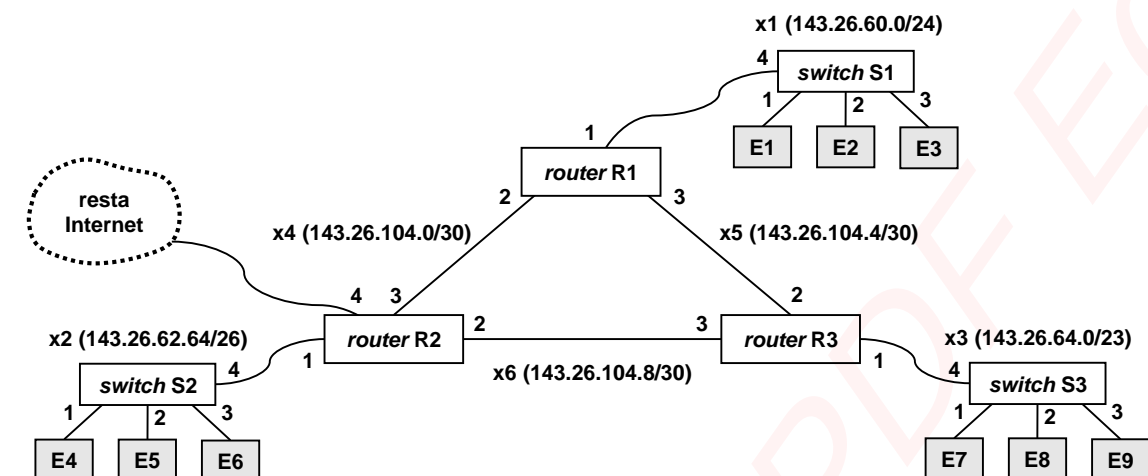 x1 (143.26.60.0/24)
4
switch S1
1
2
3
E1
E2
E3
1
router R1
2
3
resta
Internet
x4 (143.26.104.0/30)
x5 (143.26.104.4/30)
4
3
2
x2 (143.26.62.64/26)
router R2
2
3
router R3
x3 (143.26.64.0/23)
4
1
x6 (143.26.104.8/30)
1
4
switch S2
switch S3
1
2
3
1
2
3
E4
E5
E6
E7
E8
E9
PDF